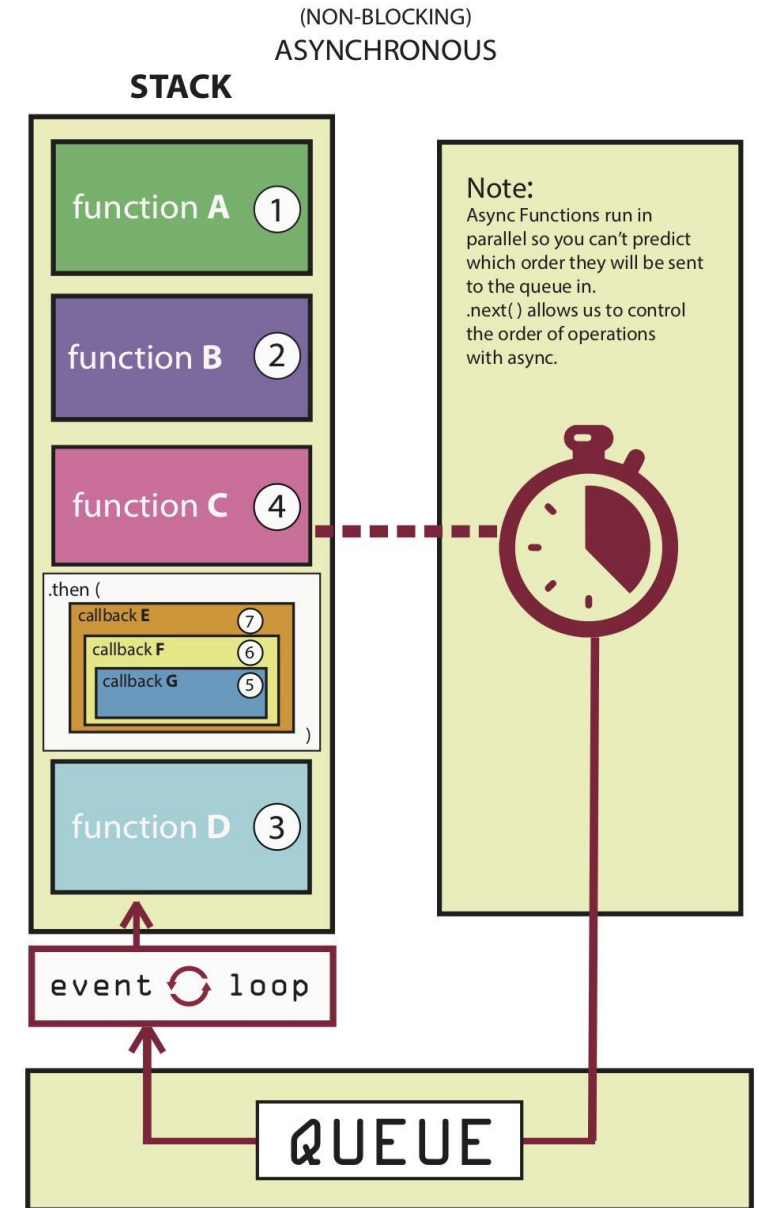 (NON-BLOCKING)
ASYNCHRONOUS
STACK
function A 1
function B 2
function C 4
.then (
callback E 7
callback F 6
callback G 5
)
function D 3
event loop
Note:
Async Functions run in
parallel so you can’t predict
which order they will be sent
to the queue in.
.next( ) allows us to control
the order of operations
with async.
QUEUE